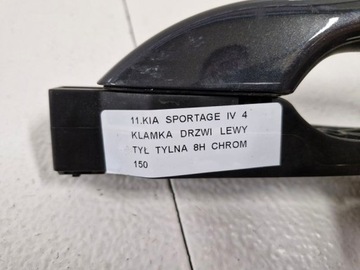 11.KIA SPORTAGE IV 4
KLAMKA DRZWI LEWY
TYŁ TYLNA 8H CHROM
150